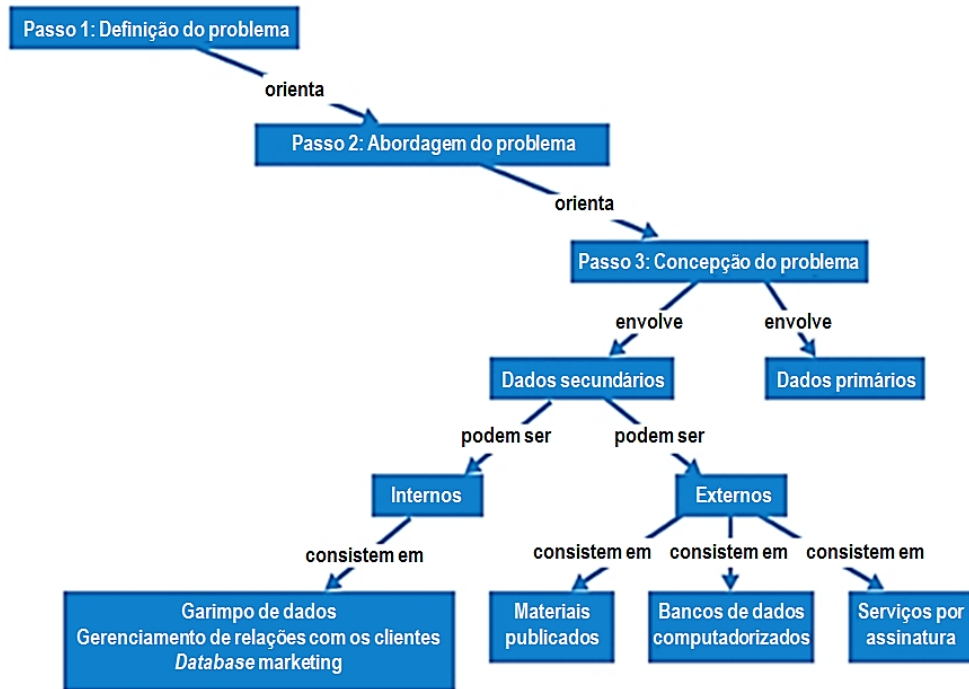 Passo 1: Definição do problema
orienta
Passo 2: Abordagem do problema
orienta
Passo 3: Concepção do problema
envolve
envolve
Dados secundários
Dados primários
podem ser
podem ser
Internos
Externos
consistem em
consistem em
consistem em
consistem em
Garimpo de dados
Gerenciamento de relações com os clientes
Database marketing
Materiais
publicados
Bancos de dados
computadorizados
Serviços por
assinatura